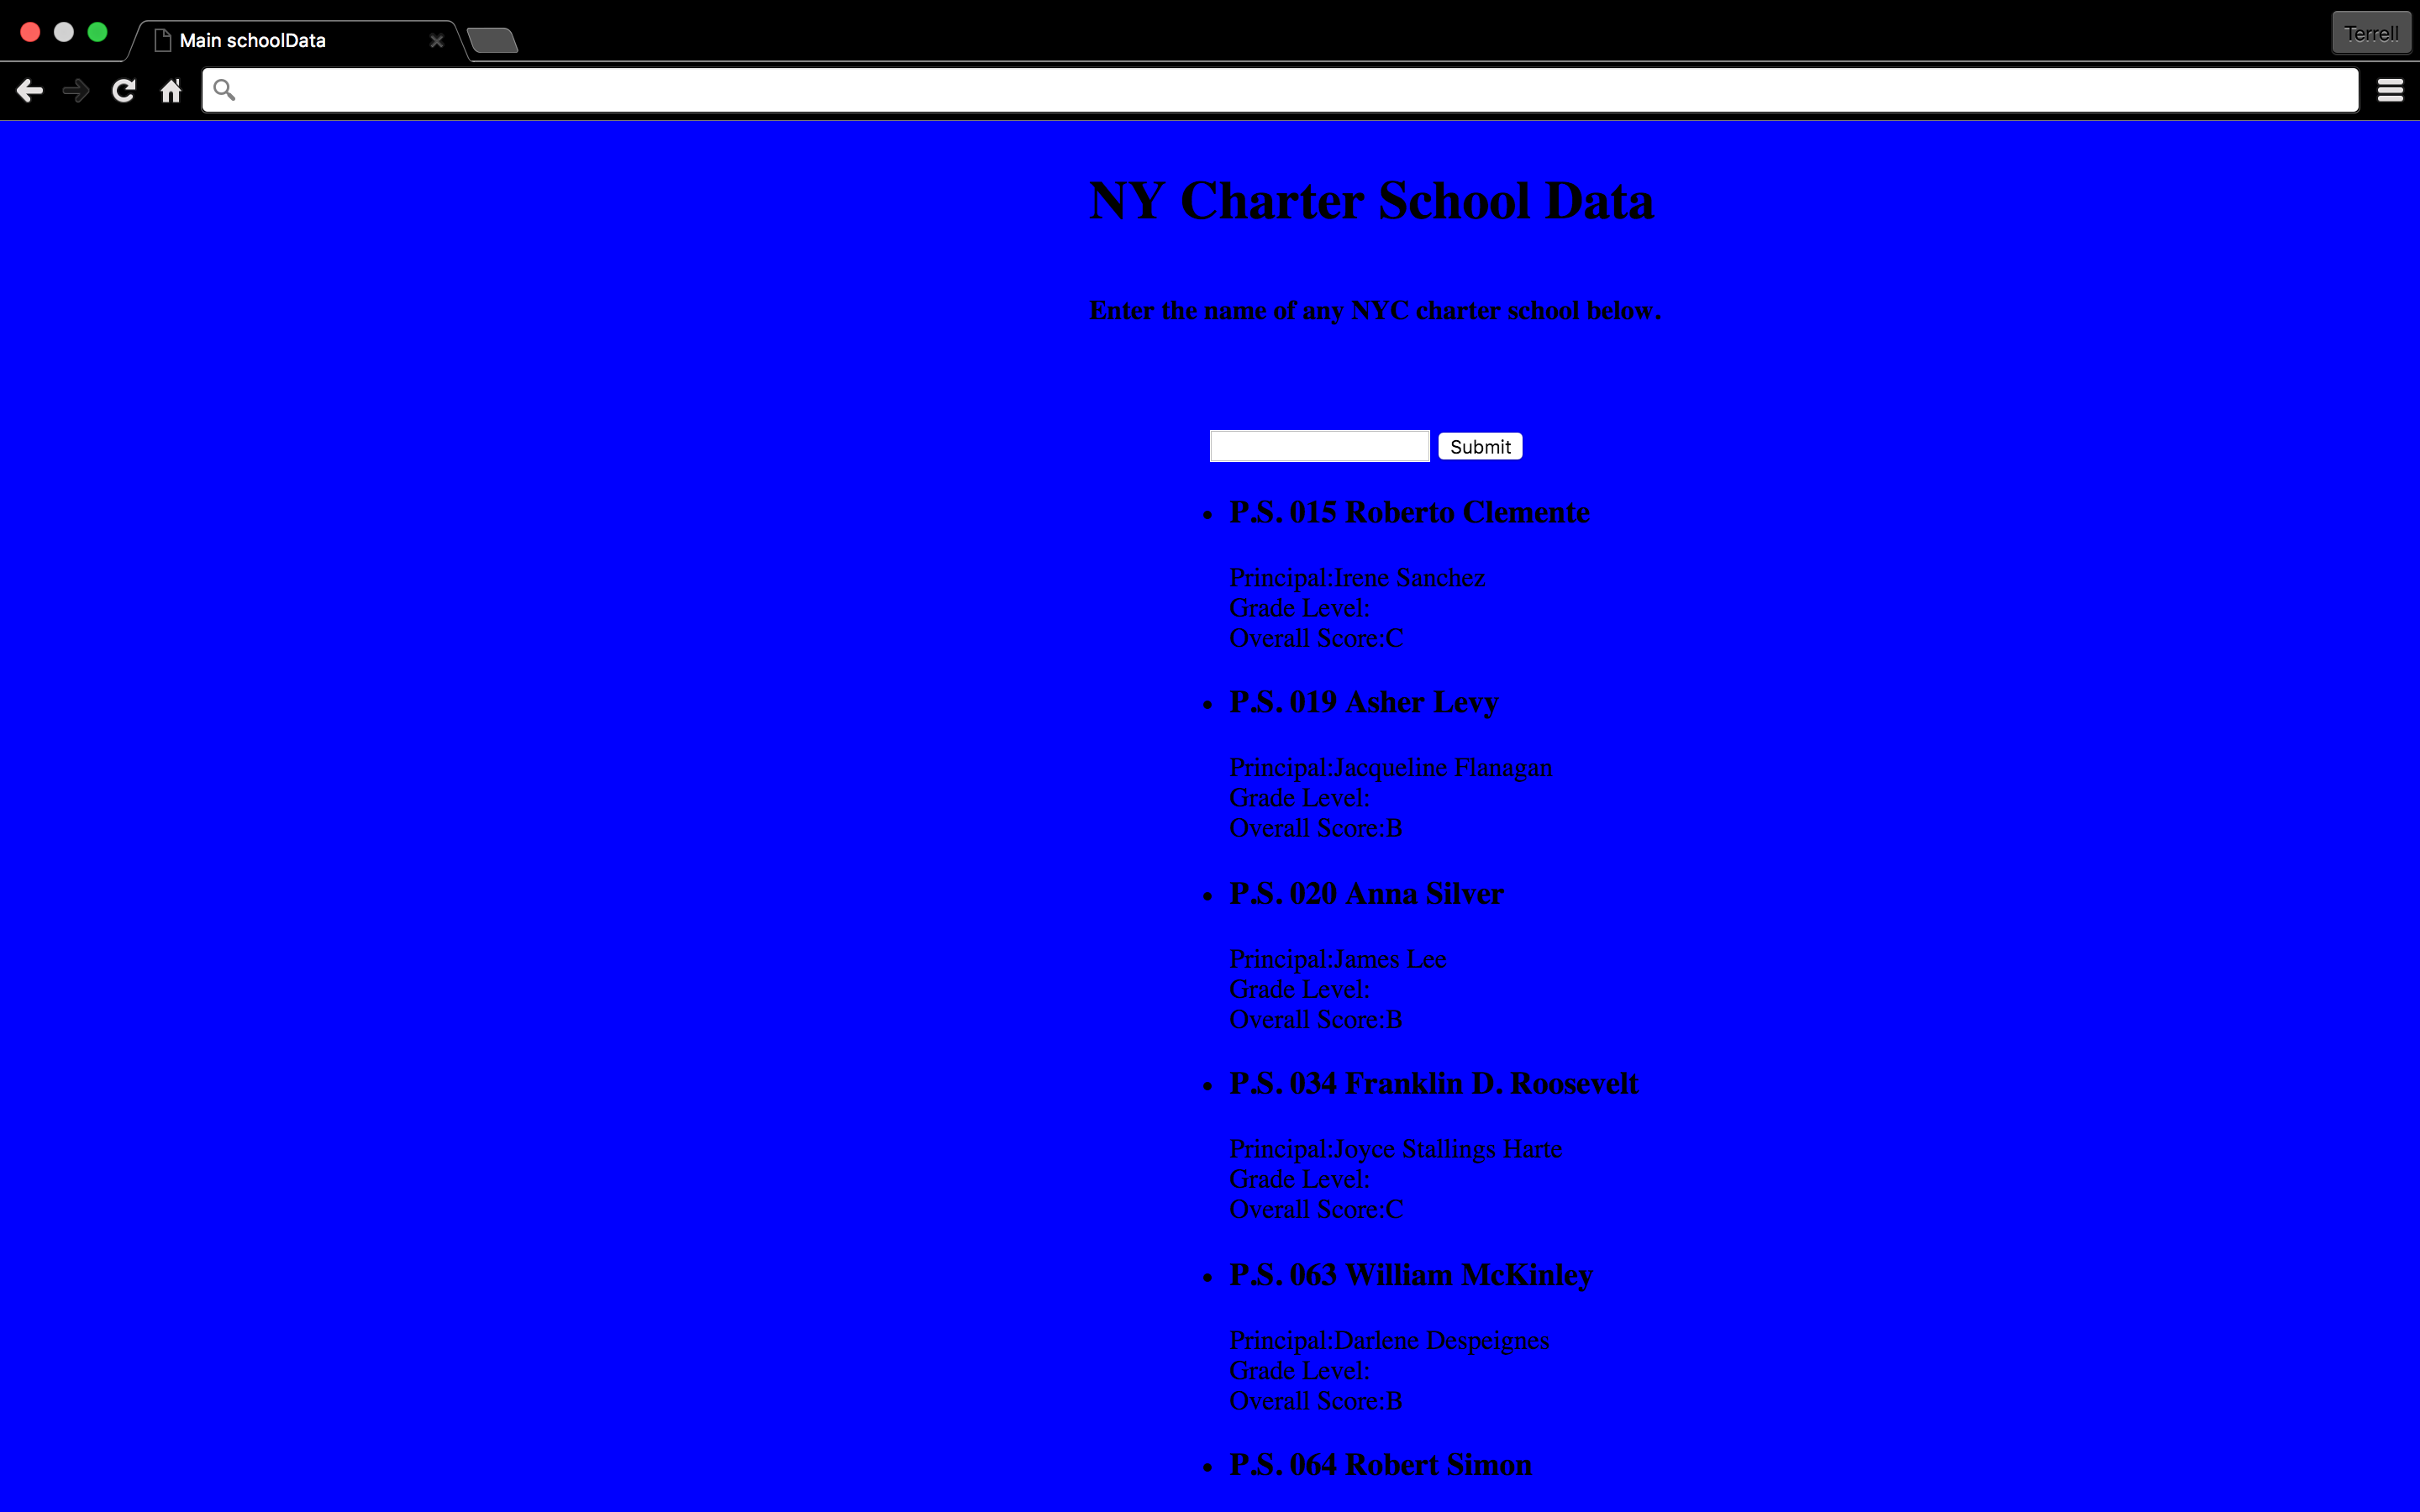 Main schoolData
Terrell
NY Charter School Data
Enter the name of any NYC charter school below.
Submit
P.S. 015 Roberto Clemente
Principal:Irene Sanchez
Grade Level:
Overall Score:C
P.S. 019 Asher Levy
Principal:Jacqueline Flanagan
Grade Level:
Overall Score:B
P.S. 020 Anna Silver
Principal:James Lee
Grade Level:
Overall Score:B
P.S. 034 Franklin D. Roosevelt
Principal:Joyce Stallings Harte
Grade Level:
Overall Score:C
P.S. 063 William McKinley
Principal:Darlene Despeignes
Grade Level:
Overall Score:B
P.S. 064 Robert Simon